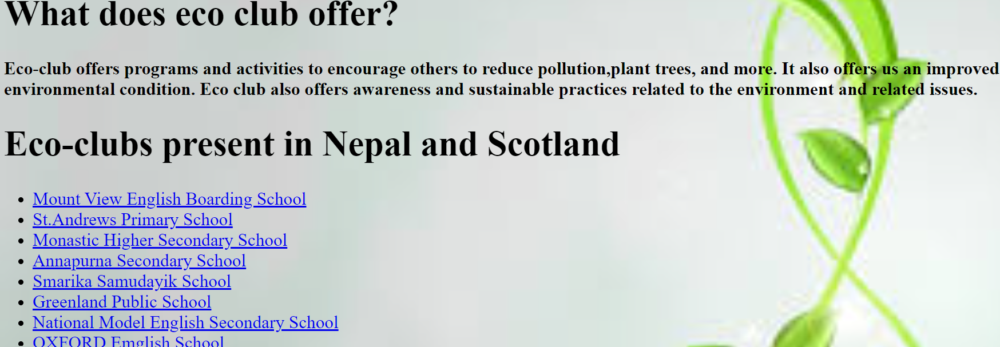 What does eco club offer?
Eco-club offers programs and activities to encourage others to reduce pollution,plant trees, and more. It also offers us an improved
environmental condition. Eco club also offers awareness and sustainable practices related to the environment and related issues.
Eco-clubs present in Nepal and Scotland
Mount View English Boarding School
St.Andrews Primary School
Monastic Higher Secondary School
Annapurna Secondary School
Smarika Samudayik School
Greenland Public School
National Model English Secondary School
OXFORD Emglish School